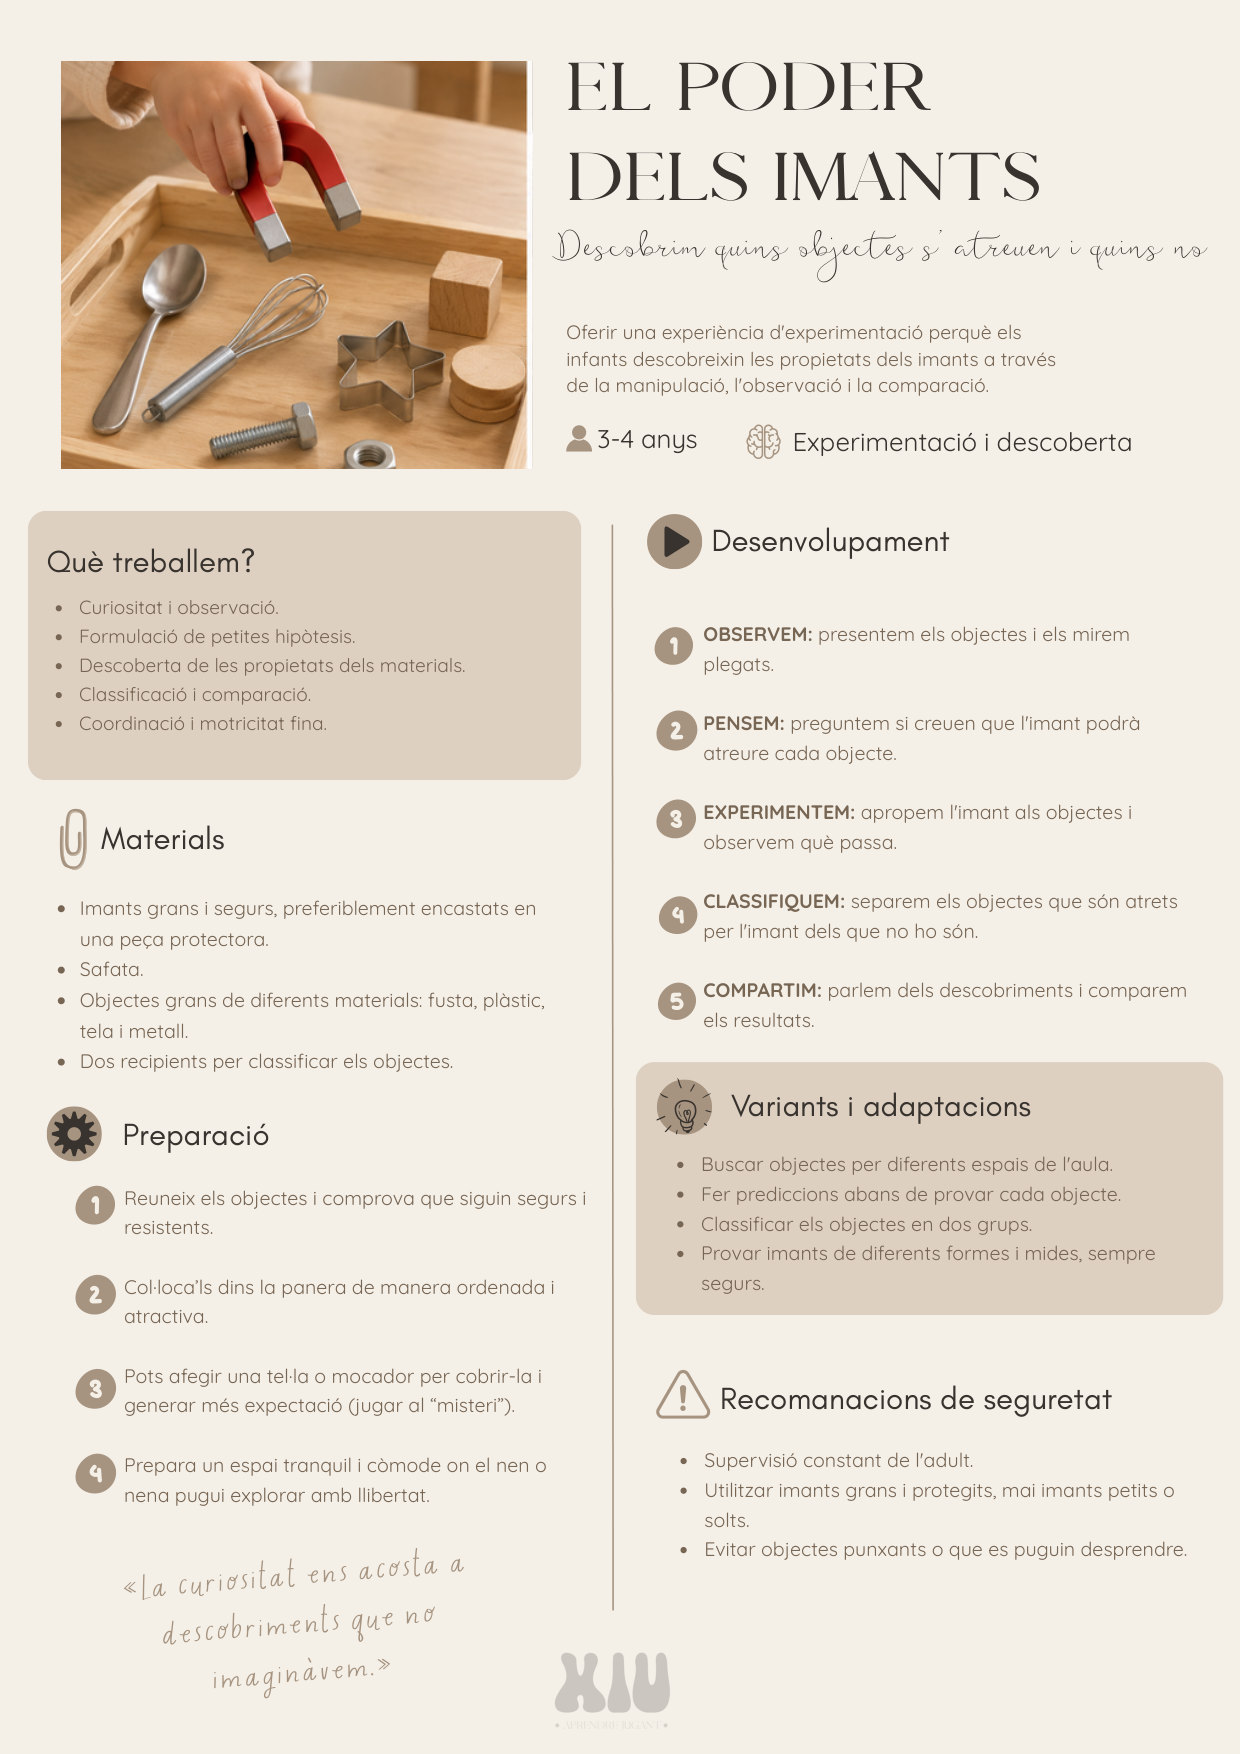 EL PODER
DELS IMANTS
Descobrim quins objectes s' atreuen i quins no
Oferir una experiència d'experimentació perquè els
infants descobreixin les propietats dels imants a través
de la manipulació, l'observació i la comparació.
3-4 anys
Experimentació i descoberta
Què treballem?
• Curiositat i observació.
• Formulació de petites hipòtesis.
• Descoberta de les propietats dels materials.
• Classificació i comparació.
• Coordinació i motricitat fina.
Materials
• Imants grans i segurs, preferiblement encastats en
una peça protectora.
• Safata.
• Objectes grans de diferents materials: fusta, plàstic,
tela i metall.
• Dos recipients per classificar els objectes.
Preparació
1 Reuneix els objectes i comprova que siguin segurs i
resistents.
2 Col·loca’ls dins la panera de manera ordenada i
atractiva.
3 Pots afegir una tel·la o mocador per cobrir-la i
generar més expectació (jugar al “misteri”).
4 Prepara un espai tranquil i còmode on el nen o
nena pugui explorar amb llibertat.
«La curiositat ens acosta a
descobriments que no
imaginàvem.»
Desenvolupament
1 OBSERVEM: presentem els objectes i els mirem
plegats.
2 PENSEM: preguntem si creuen que l'imant podrà
atreure cada objecte.
3 EXPERIMENTEM: apropem l'imant als objectes i
observem què passa.
4 CLASSIFIQUEM: separem els objectes que són atrets
per l'imant dels que no ho són.
5 COMPARTIM: parlem dels descobriments i comparem
els resultats.
Variants i adaptacions
• Buscar objectes per diferents espais de l'aula.
• Fer prediccions abans de provar cada objecte.
• Classificar els objectes en dos grups.
• Provar imants de diferents formes i mides, sempre
segurs.
Recomanacions de seguretat
• Supervisió constant de l'adult.
• Utilitzar imants grans i protegits, mai imants petits o
solts.
• Evitar objectes punxants o que es puguin desprendre.
XIU
• APRENDRE JUGANT •